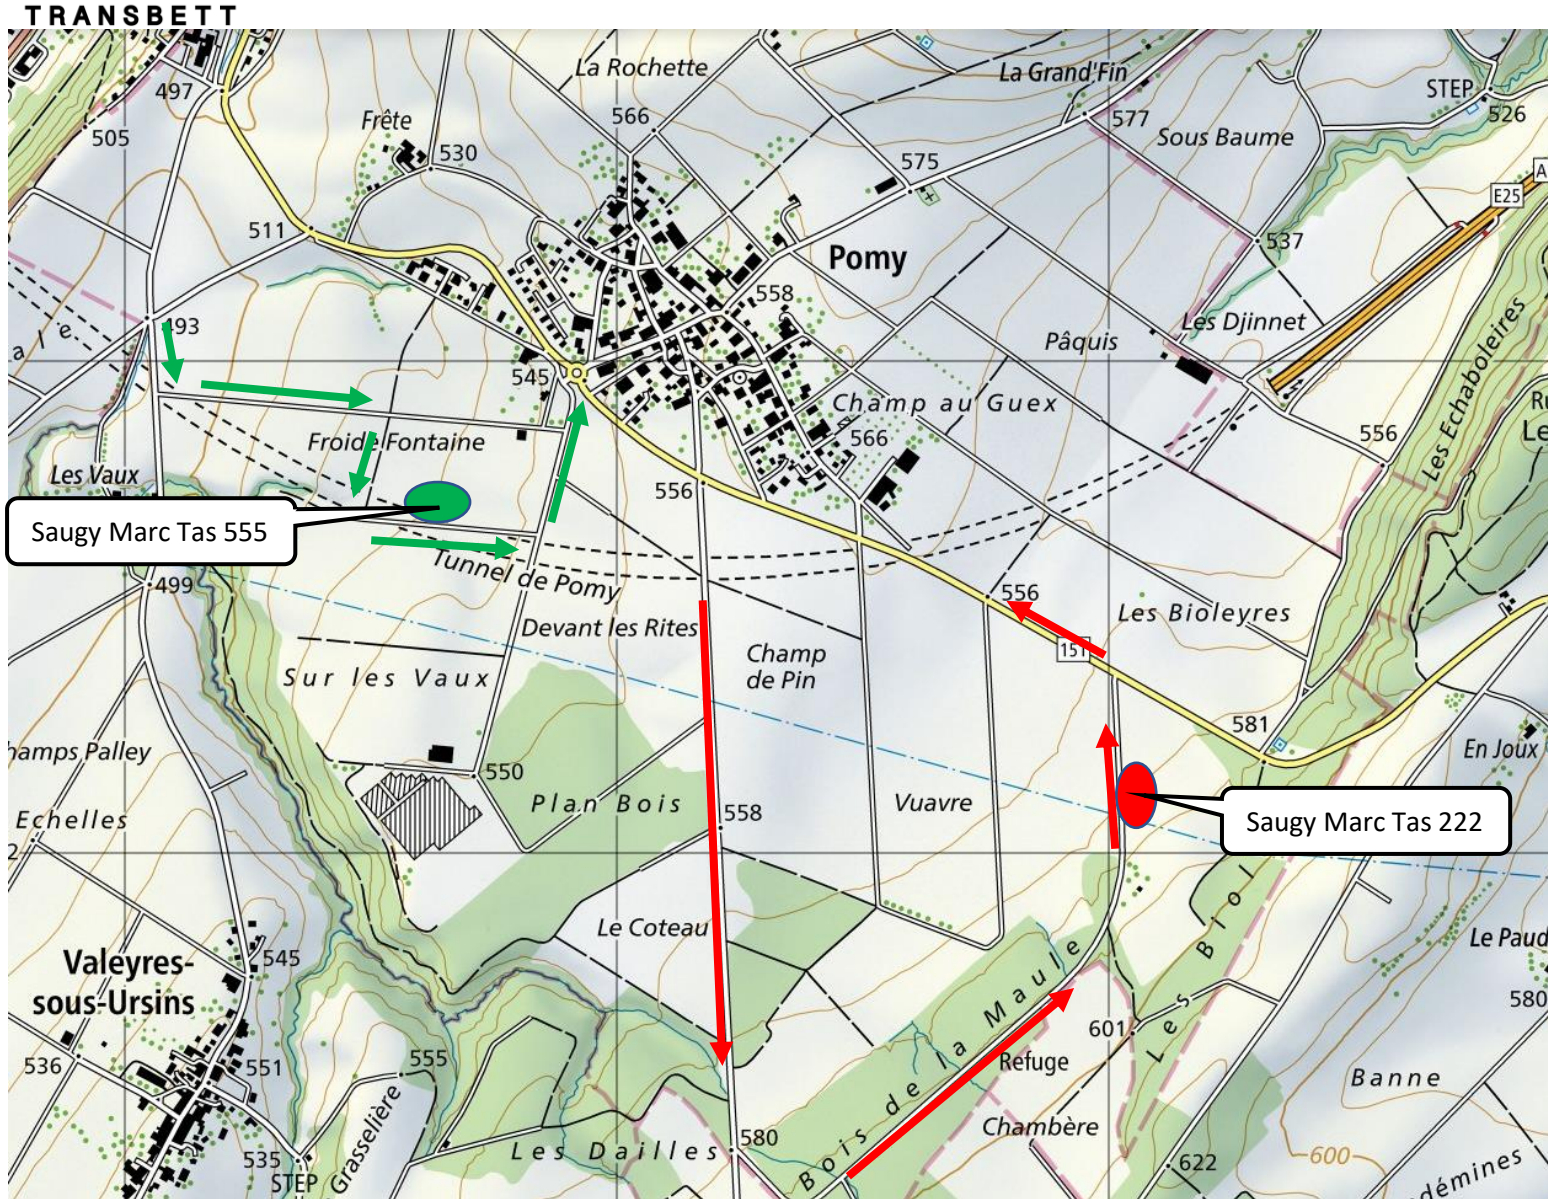 TRANSBETT
La Rochette
La Grand'Fin
STEP
497
526
505
Frête
566
577
Sous Baume
530
575
E25
A
511
537
Pomy
558
493
Les Djinnet
a l e
Pâquis
545
Champ au Guex
Les Echaboleires
Ru
Le
Froide Fontaine
566
556
Les Vaux
556
Saugy Marc Tas 555
Tunnel de Pomy
499
556
Les Bioleyres
Devant les Rites
151
Champ
de Pin
Sur les Vaux
581
hamps Palley
En Joux
550
Plan Bois
Vuavre
558
Echelles
Saugy Marc Tas 222
2
Le Coteau
Les Biol
Le Paud
Valeyres-
sous-Ursins
545
580
Bois de la Maule
601
Refuge
536
551
555
Banne
Grasselière
Chambère
580
Les Dailles
535
STEP
600
622
démines